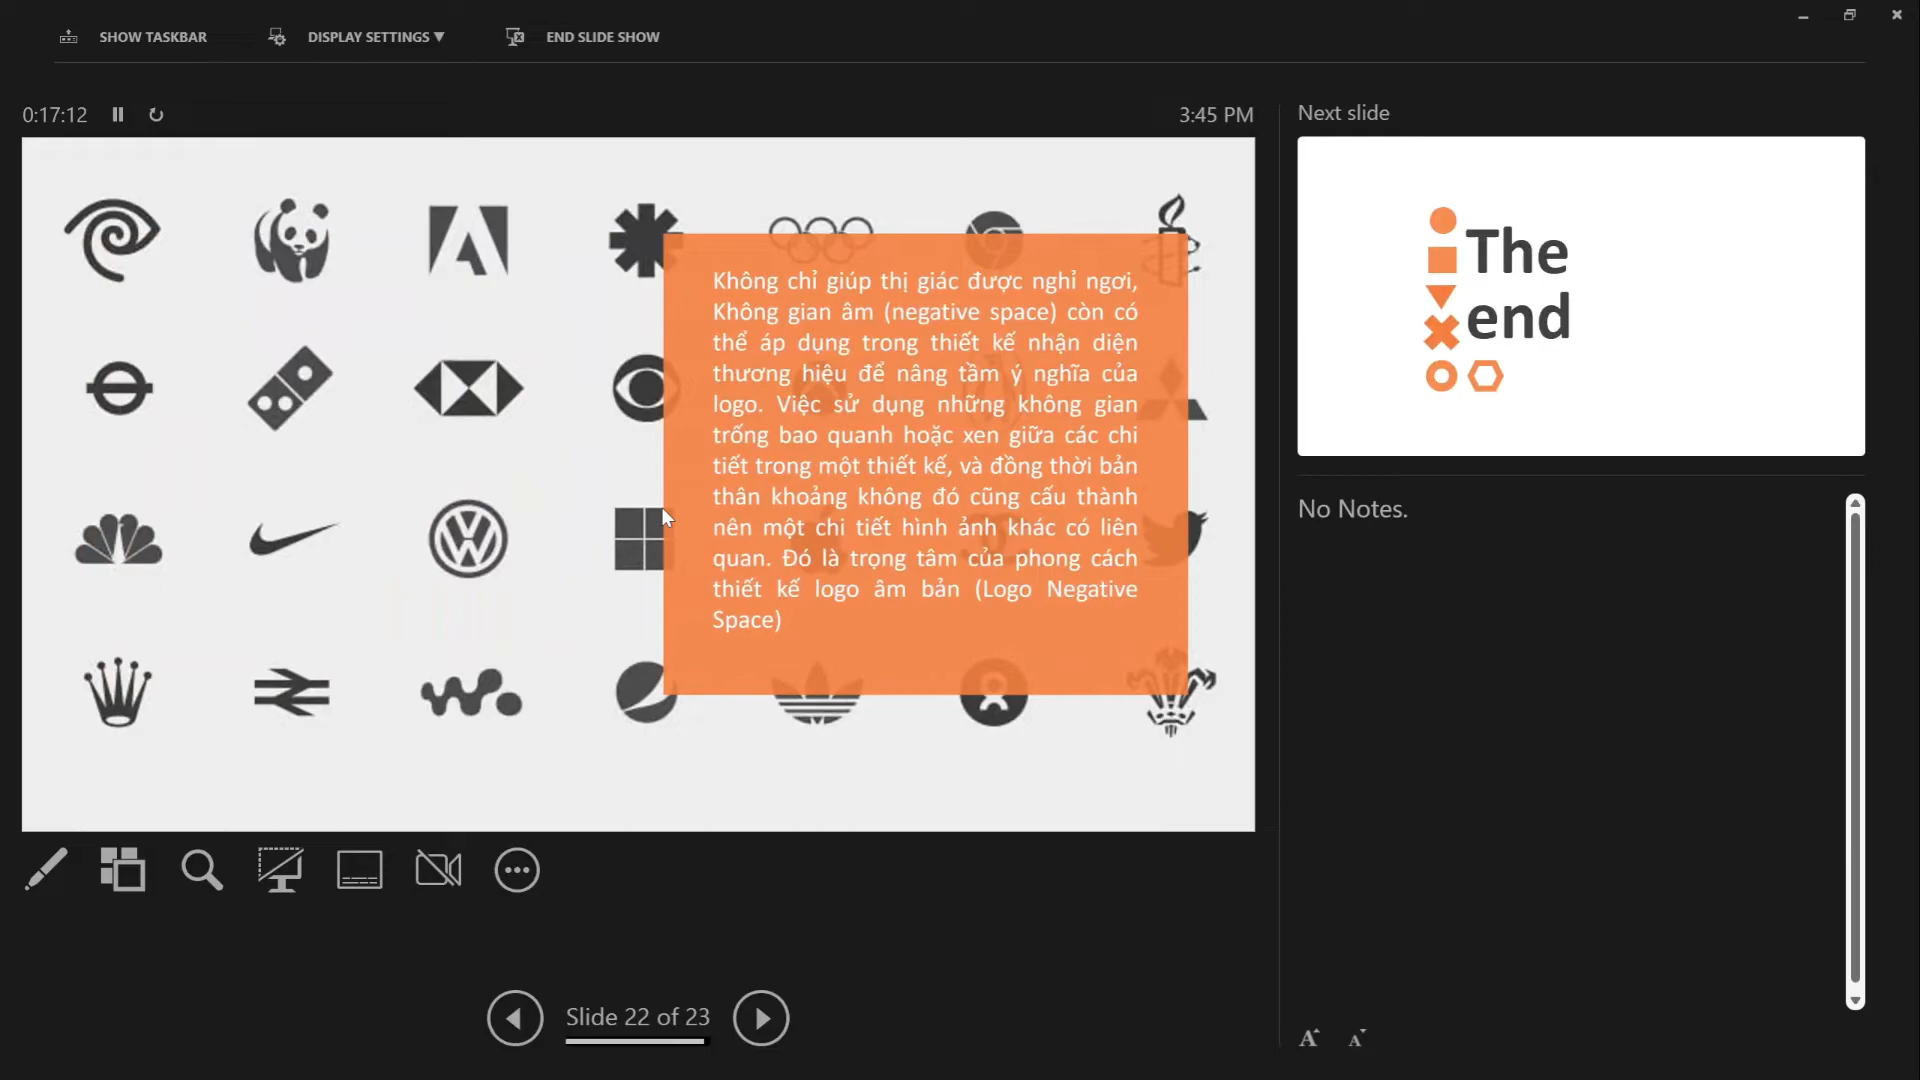 SHOW TASKBAR
DISPLAY SETTINGS ▼
END SLIDE SHOW
0:17:12
3:45 PM
Next slide
Không chỉ giúp thị giác được nghỉ ngơi,
Không gian âm (negative space) còn có
thể áp dụng trong thiết kế nhận diện
thương hiệu để nâng tầm ý nghĩa của
logo. Việc sử dụng những không gian
trống bao quanh hoặc xen giữa các chi
tiết trong một thiết kế, và đồng thời bản
thân khoảng không đó cũng cấu thành
nên một chi tiết hình ảnh khác có liên
quan. Đó là trọng tâm của phong cách
thiết kế logo âm bản (Logo Negative
Space)
The
end
No Notes.
Slide 22 of 23
A
A